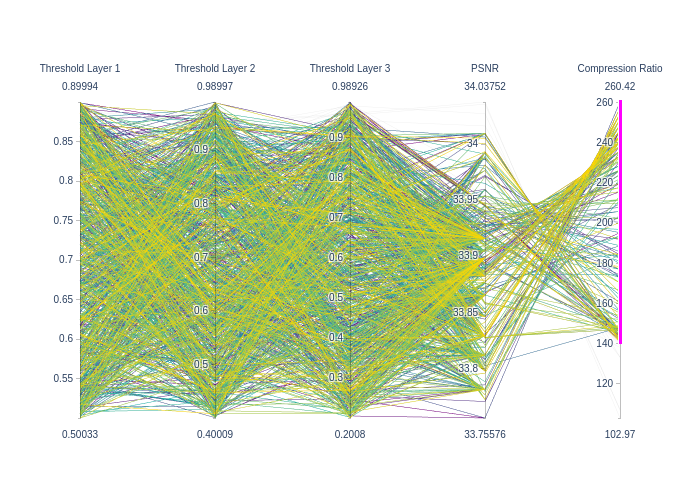 Threshold Layer 1 Threshold Layer 2 Threshold Layer 3 PSNR Compression Ratio
0.89994 0.98997 0.98926 34.03752 260.42
260
0.85 0.9 0.9 34 240
0.8 0.8 0.8 33.95 220
0.75 0.7 200
0.7 0.7 0.6 33.9 180
0.65 0.6 0.5 33.85 160
0.6 0.4 140
0.55 0.5 0.3 33.8 120
0.50033 0.40009 0.2008 33.75576 102.97